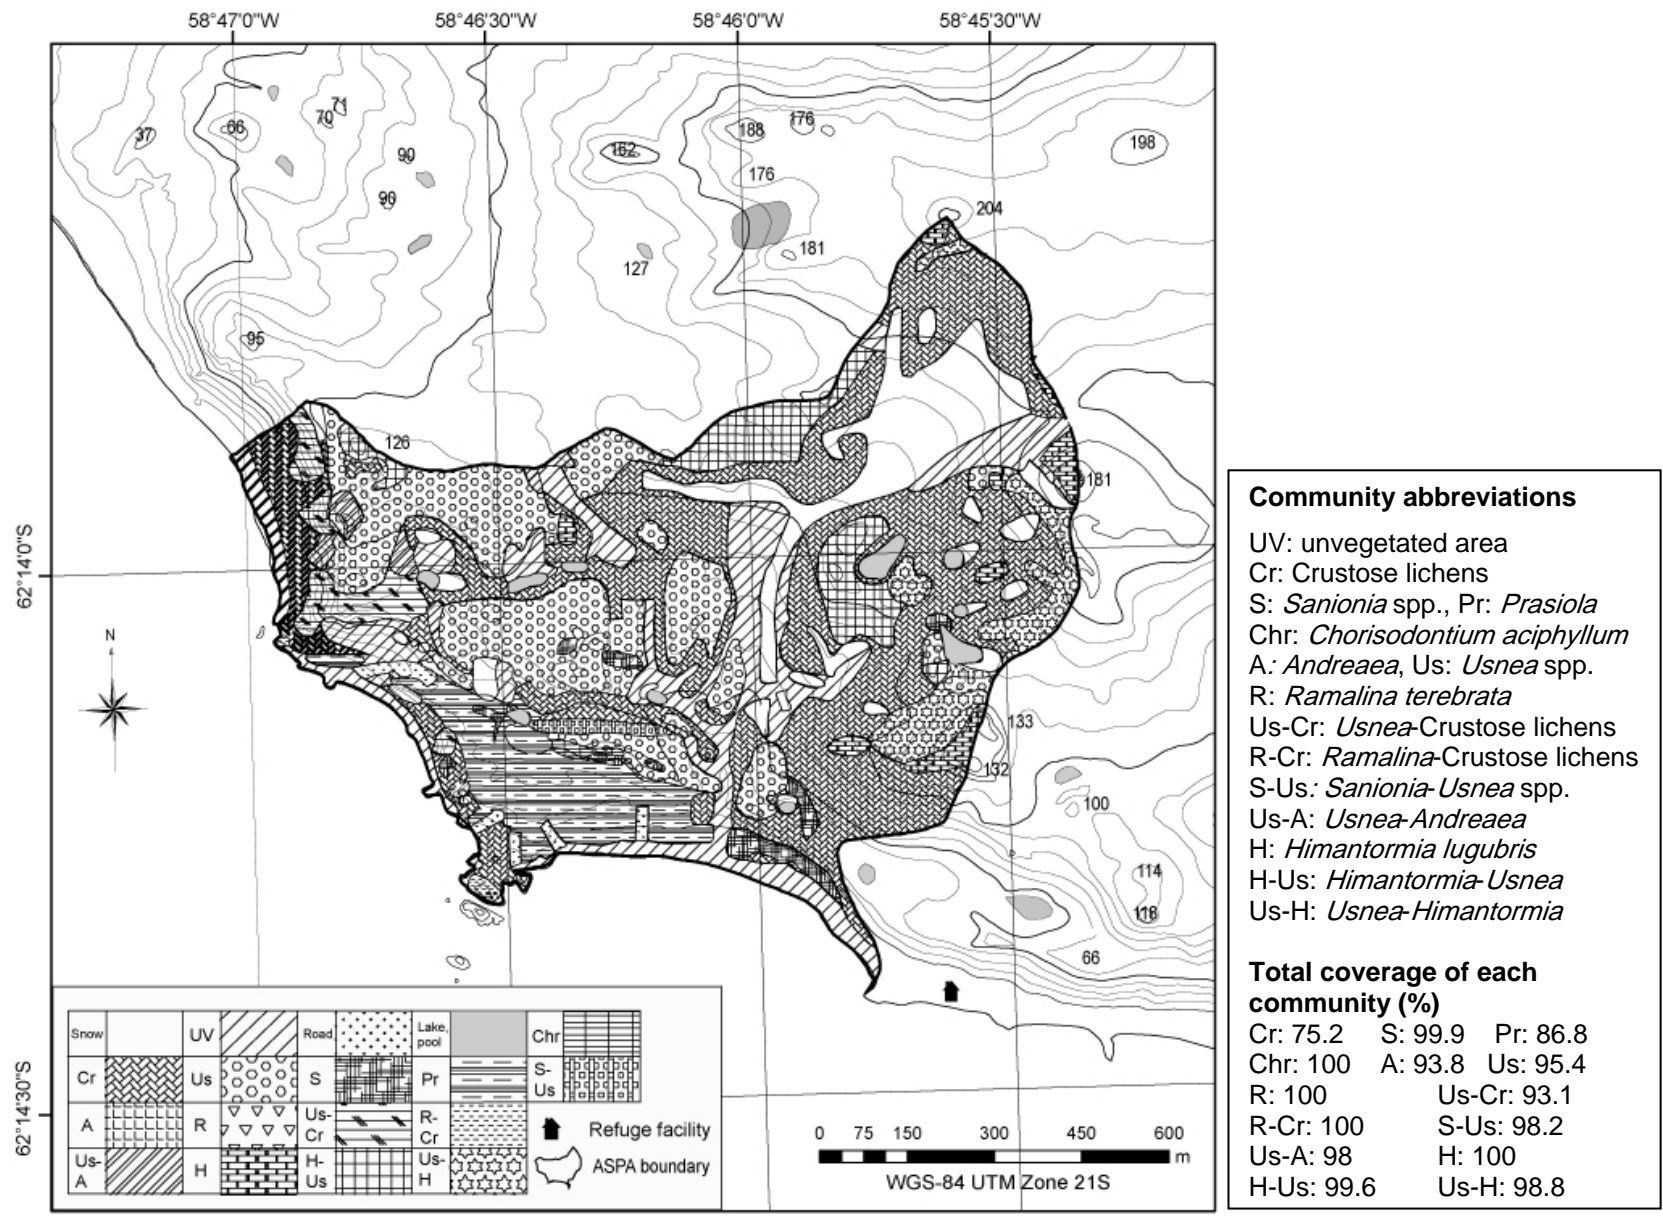 58°47'0"W 58°46'30"W 58°46'0"W 58°45'30"W
71
70
66
37
188
176
198
162
90
176
90
204
181
127
95
126
181
62°14'0"S
N
133
132
100
114
118
66
62°14'30"S
Snow UV Road Lake, pool Chr
Cr Us S Pr S-Us
A R Us-Cr R-Cr
Us-A H H-Us Us-H
Refuge facility
ASPA boundary
0 75 150 300 450 600 m
WGS-84 UTM Zone 21S
Community abbreviations
UV: unvegetated area
Cr: Crustose lichens
S: Sanionia spp., Pr: Prasiola
Chr: Chorisodontium aciphyllum
A: Andreaea, Us: Usnea spp.
R: Ramalina terebrata
Us-Cr: Usnea-Crustose lichens
R-Cr: Ramalina-Crustose lichens
S-Us: Sanionia-Usnea spp.
Us-A: Usnea-Andreaea
H: Himantormia lugubris
H-Us: Himantormia-Usnea
Us-H: Usnea-Himantormia
Total coverage of each
community (%)
Cr: 75.2 S: 99.9 Pr: 86.8
Chr: 100 A: 93.8 Us: 95.4
R: 100 Us-Cr: 93.1
R-Cr: 100 S-Us: 98.2
Us-A: 98 H: 100
H-Us: 99.6 Us-H: 98.8